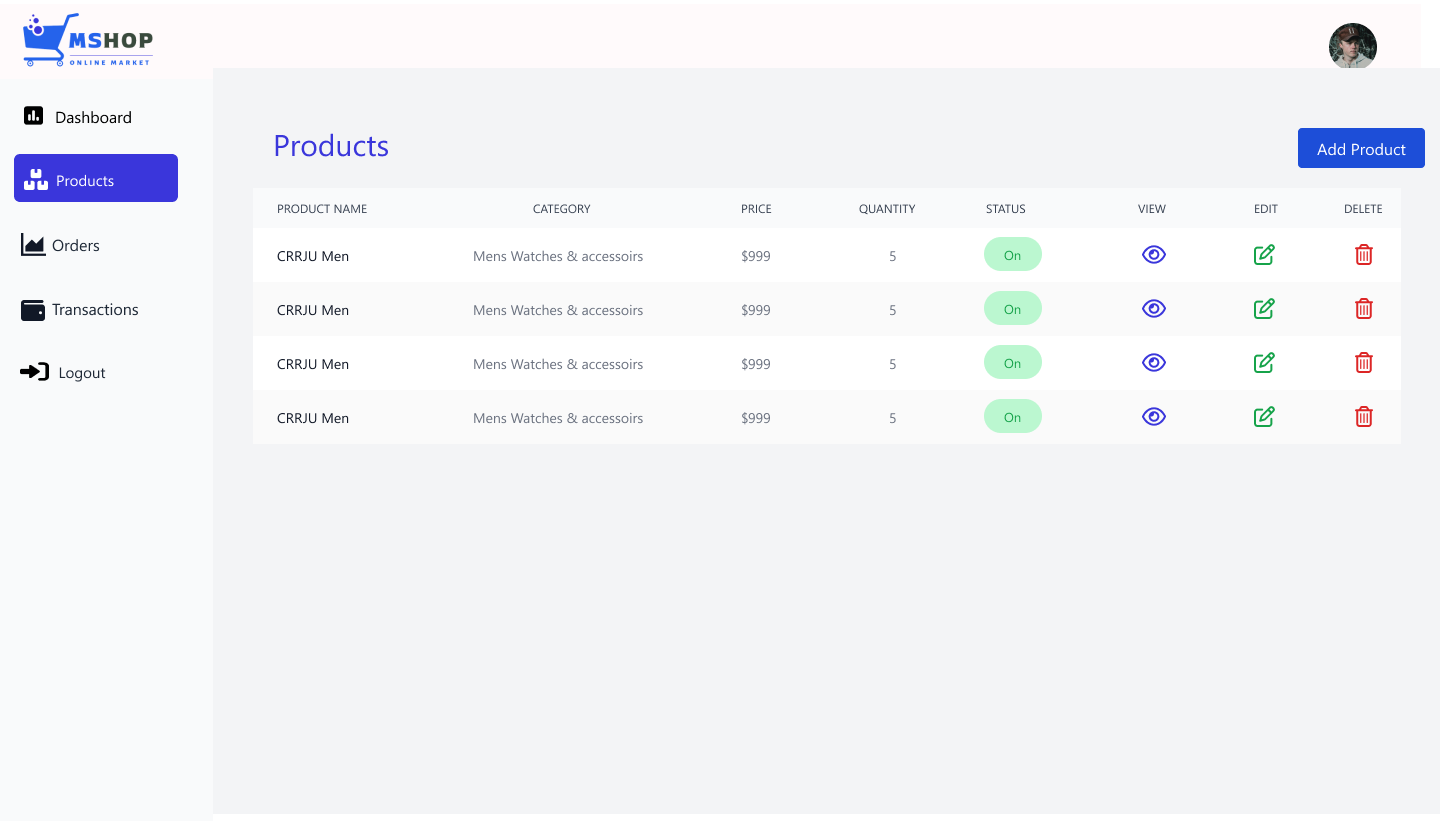 MSHOP
ONLINE MARKET
Dashboard
Products
Orders
Transactions
Logout
Products
Add Product
PRODUCT NAME CATEGORY PRICE QUANTITY STATUS VIEW EDIT DELETE
CRRJU Men Mens Watches & accessoirs $999 5 On
CRRJU Men Mens Watches & accessoirs $999 5 On
CRRJU Men Mens Watches & accessoirs $999 5 On
CRRJU Men Mens Watches & accessoirs $999 5 On